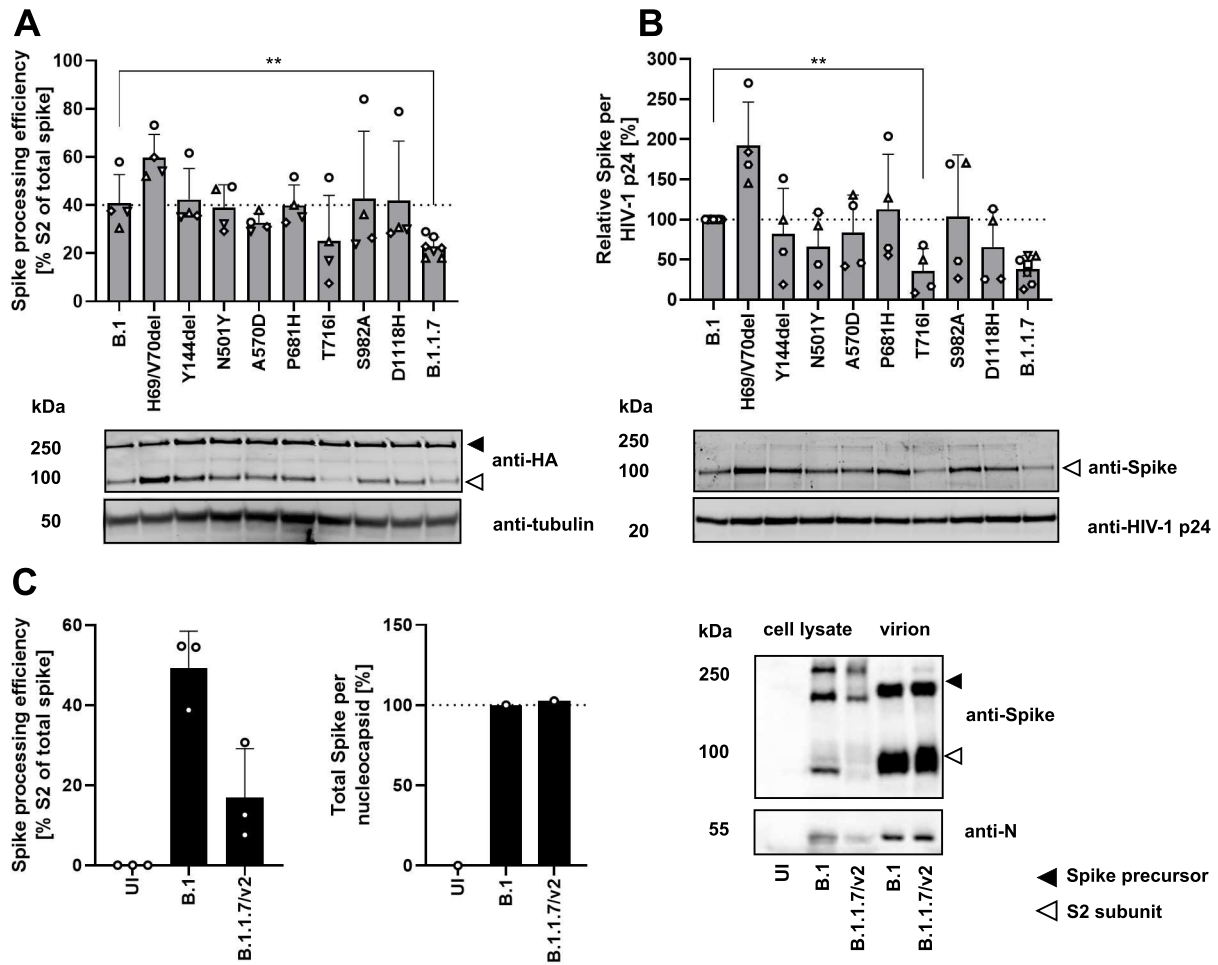 A
Spike processing efficiency
[% S2 of total spike]
100
80
60
40
20
0
**
B.1
H69/V70del
Y144del
N501Y
A570D
P681H
T716I
S982A
D1118H
B.1.1.7
kDa
250
100
50
anti-HA
anti-tubulin
B
Relative Spike per
HIV-1 p24 [%]
300
250
200
150
100
50
0
**
B.1
H69/V70del
Y144del
N501Y
A570D
P681H
T716I
S982A
D1118H
B.1.1.7
kDa
250
100
20
anti-Spike
anti-HIV-1 p24
C
Spike processing efficiency
[% S2 of total spike]
60
40
20
0
UI
B.1
B.1.1.7/v2
Total Spike per
nucleocapsid [%]
150
100
50
0
UI
B.1
B.1.1.7/v2
kDa
cell lysate virion
250
100
55
anti-Spike
anti-N
UI
B.1
B.1.1.7/v2
B.1
B.1.1.7/v2
Spike precursor
S2 subunit